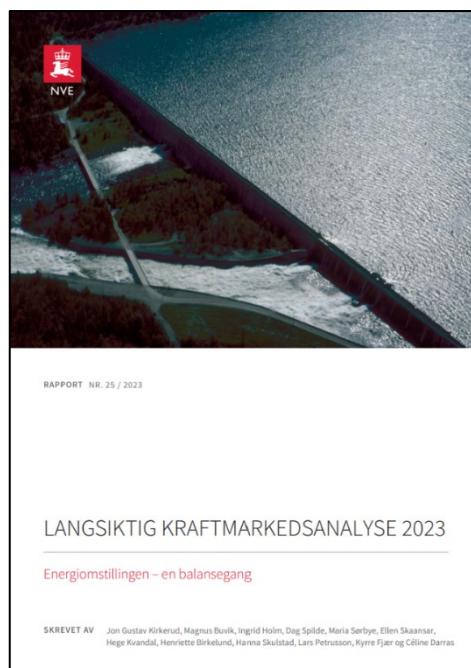 NVE
RAPPORT NR. 25 / 2023
LANGSIKTIG KRAFTMARKEDSANALYSE 2023
Energiomstillingen – en balansegang
SKREVET AV Jon Gustav Kirkerud, Magnus Buvik, Ingrid Holm, Dag Spilde, Maria Sørbye, Ellen Skaansar,
Hege Kvandal, Henriette Birkelund, Hanna Skulstad, Lars Petrusson, Kyrre Fjær og Céline Darras